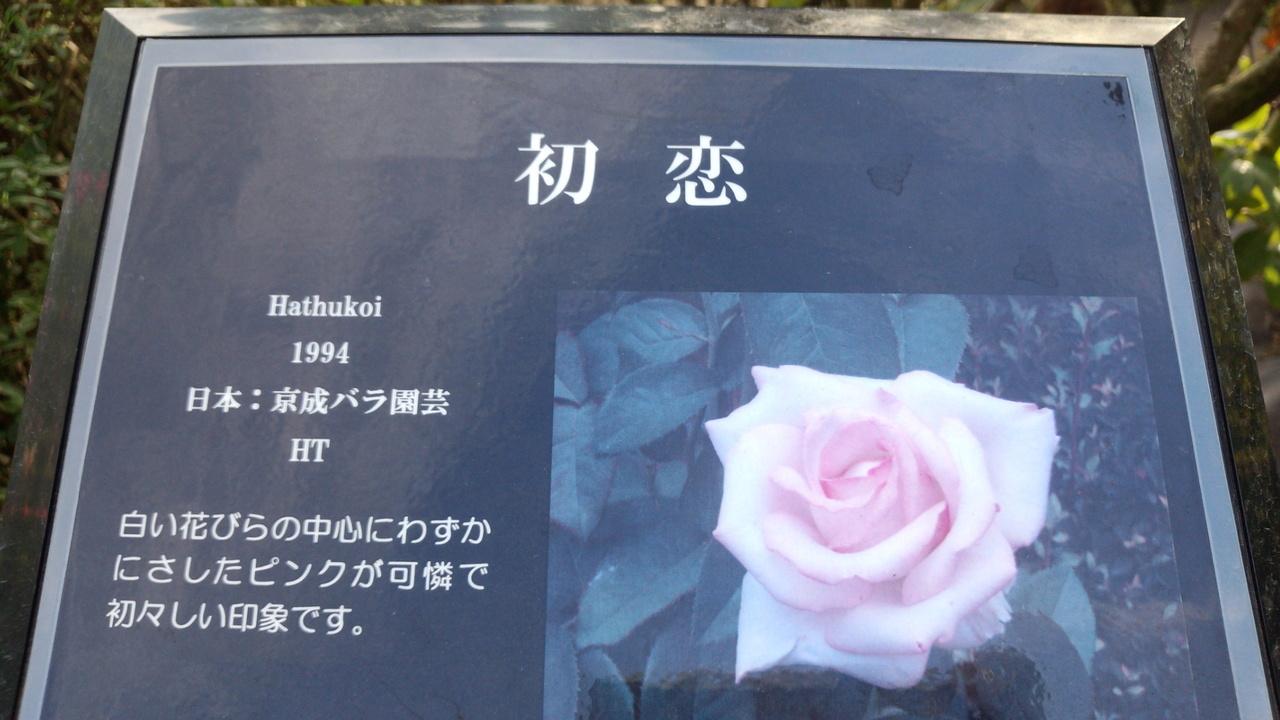 初恋
Hathukoi
1994
日本：京成バラ園芸
HT
白い花びらの中心にわずか
にさしたピンクが可憐で
初々しい印象です。